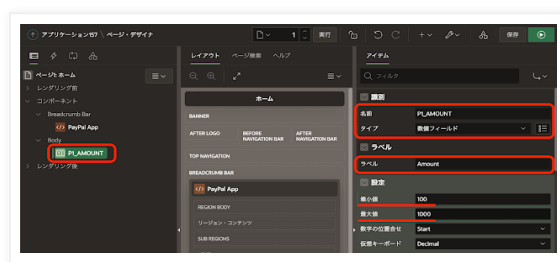 アプリケーション157 \ ページ・デザイナ
1
実行
保存
ページ1: ホーム
レンダリング前
コンポーネント
Breadcrumb Bar
PayPal App
Body
P1_AMOUNT
レンダリング後
レイアウト ページ検索 ヘルプ
ホーム
BANNER
AFTER LOGO
BEFORE NAVIGATION BAR
AFTER NAVIGATION BAR
TOP NAVIGATION
BREADCRUMB BAR
PayPal App
REGION BODY
リージョン・コンテンツ
SUB REGIONS
アイテム
フィルタ
識別
名前 P1_AMOUNT
タイプ 数値フィールド
ラベル
ラベル Amount
設定
最小値 100
最大値 1000
数字の位置合せ Start
仮想キーボード Decimal